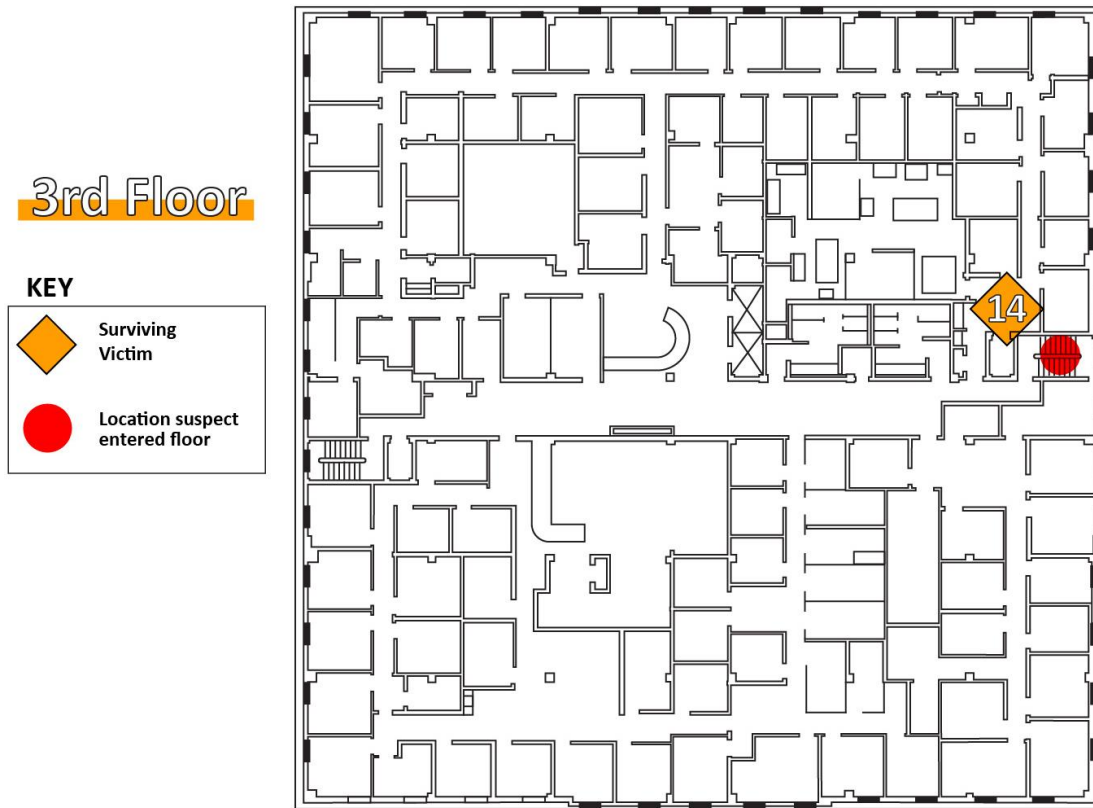 3rd Floor
KEY
Surviving
Victim
Location suspect
entered floor
14